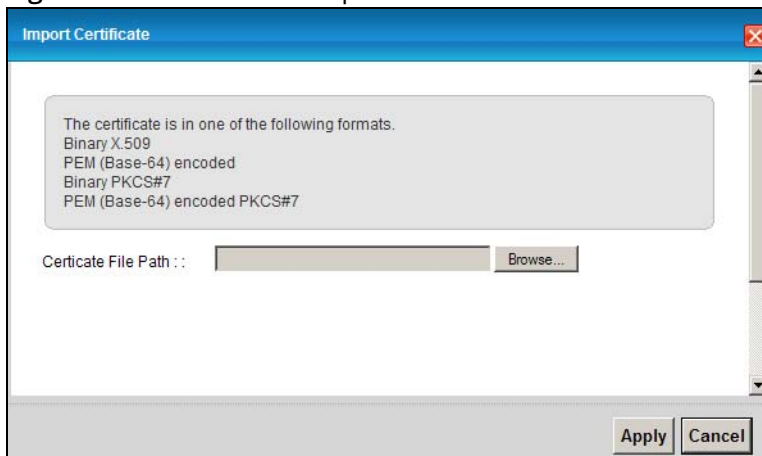 Import Certificate
The certificate is in one of the following formats.
Binary X.509
PEM (Base-64) encoded
Binary PKCS#7
PEM (Base-64) encoded PKCS#7
Certicate File Path : : Browse...
Apply Cancel